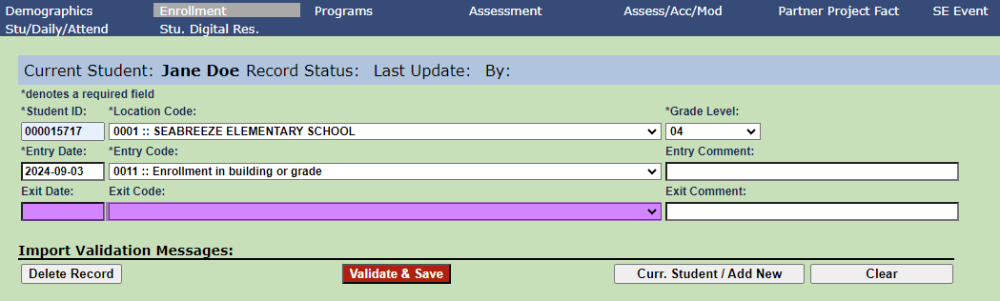 Demographics Enrollment Programs Assessment Assess/Acc/Mod Partner Project Fact SE Event
Stu/Daily/Attend Stu. Digital Res.
Current Student: Jane Doe Record Status: Last Update: By:
*denotes a required field
*Student ID: *Location Code: *Grade Level:
000015717 0001 :: SEABREEZE ELEMENTARY SCHOOL 04
*Entry Date: *Entry Code: Entry Comment:
2024-09-03 0011 :: Enrollment in building or grade
Exit Date: Exit Code: Exit Comment:
Import Validation Messages:
Delete Record Validate & Save Curr. Student / Add New Clear